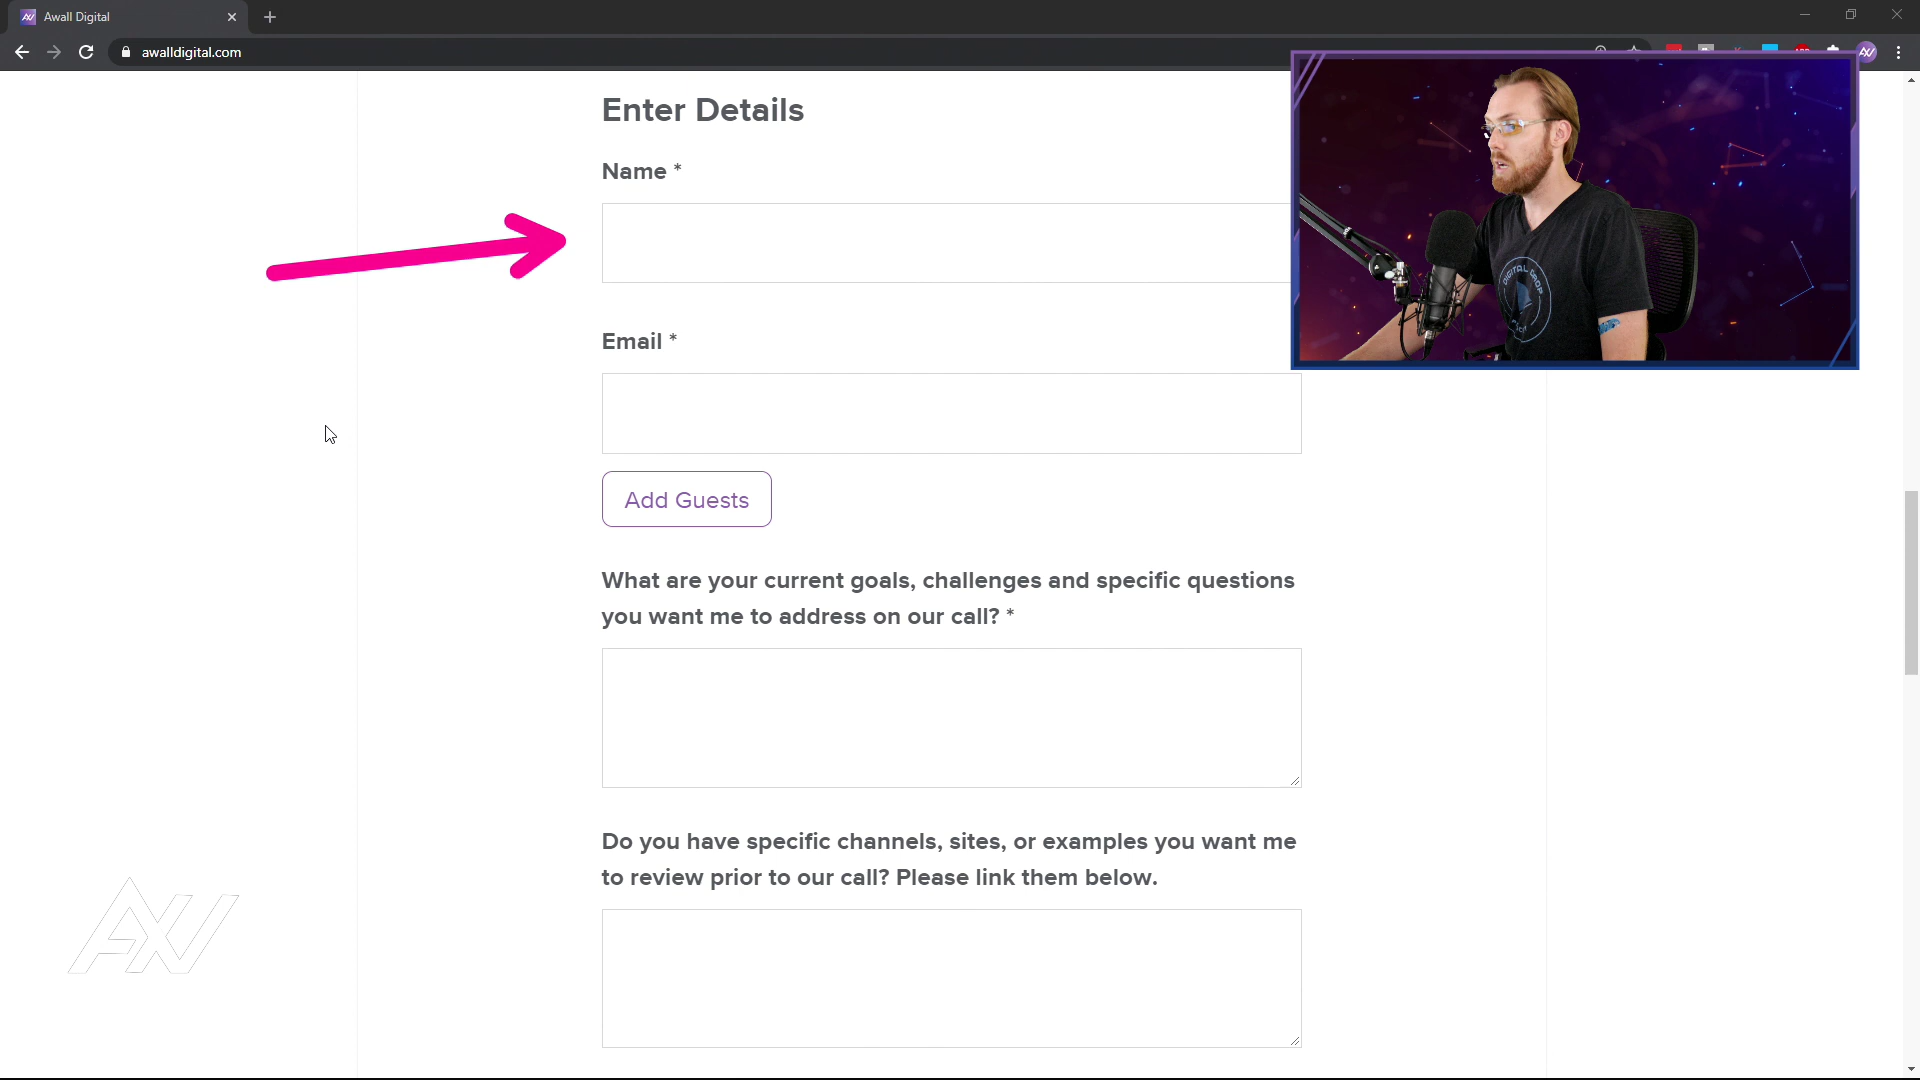 Awall Digital
awalldigital.com
Enter Details
Name *
Email *
Add Guests
What are your current goals, challenges and specific questions
you want me to address on our call? *
Do you have specific channels, sites, or examples you want me
to review prior to our call? Please link them below.
DIGITAL DROP